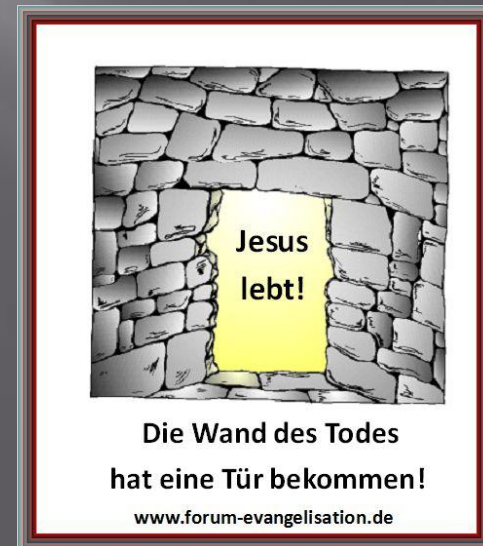 Jesus
lebt!
Die Wand des Todes
hat eine Tür bekommen!
www.forum-evangelisation.de